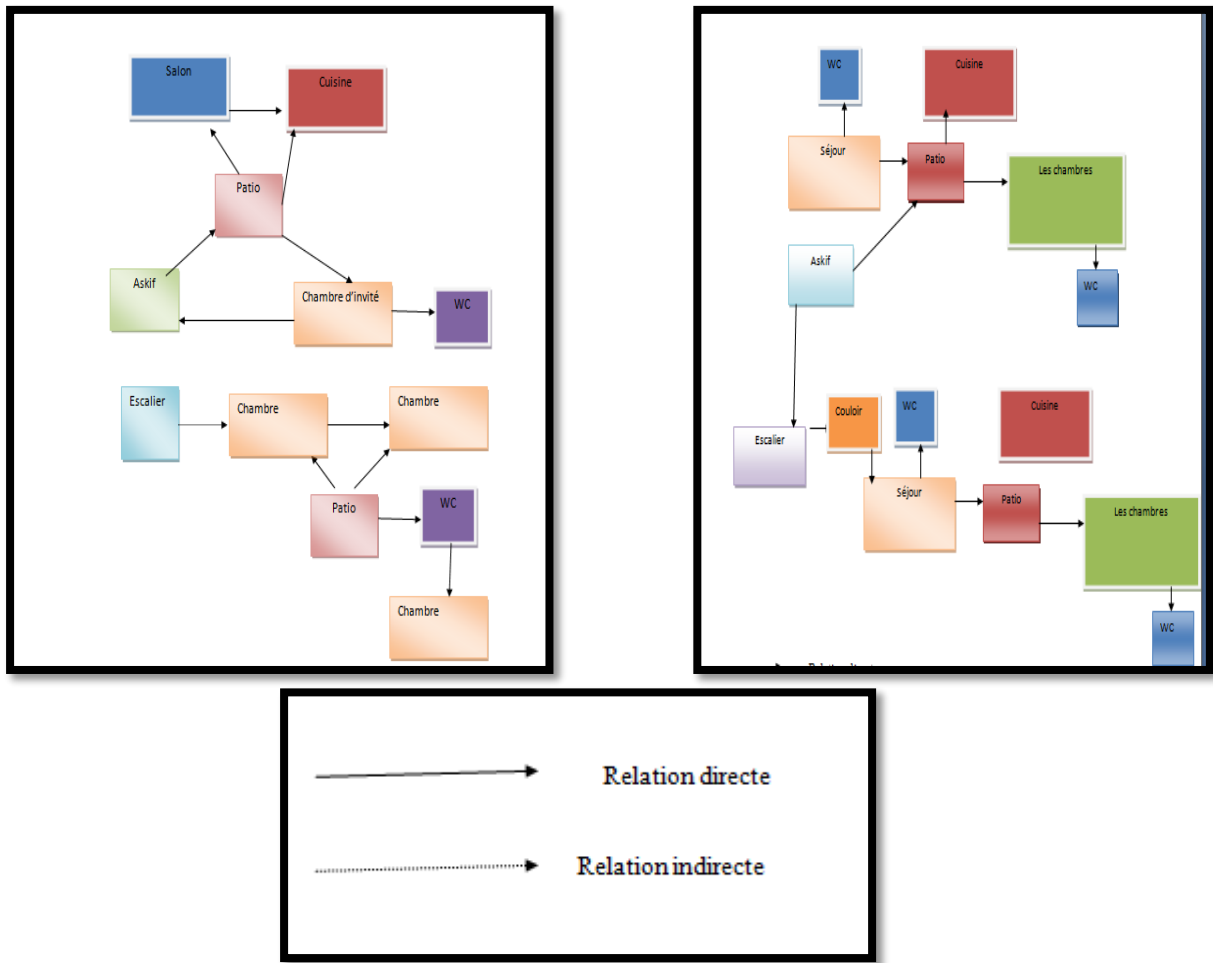 Salon
Cuisine
Patio
Askif
Chambre d'invité
WC
Escalier
Chambre
Chambre
Patio
WC
Chambre
WC
Cuisine
Séjour
Patio
Les chambres
Askif
WC
Couloir
WC
Cuisine
Escalier
Séjour
Patio
Les chambres
WC
Relation directe
Relation indirecte